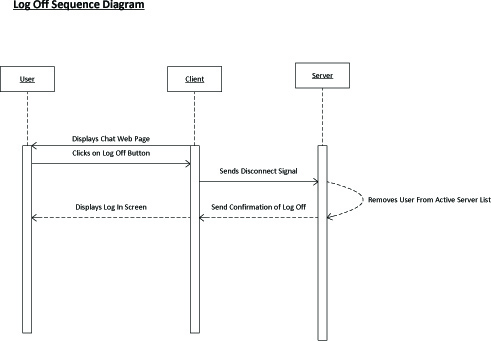 Log Off Sequence Diagram
User
Client
Server
Displays Chat Web Page
Clicks on Log Off Button
Sends Disconnect Signal
Removes User From Active Server List
Displays Log In Screen
Send Confirmation of Log Off